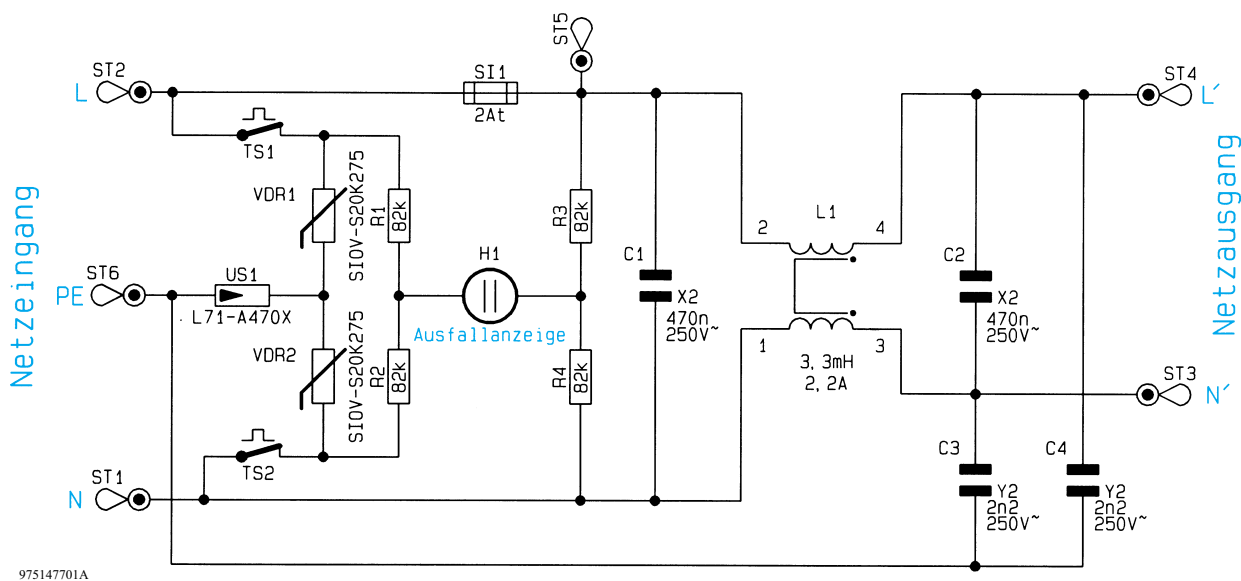 ST5
ST2
L
SI1
2At
ST4
L´
TS1
Netzeingang
VDR1
SIOV-S20K275
R1
82k
R3
82k
2
L1
4
Netzausgang
H1
C1
C2
ST6
PE
US1
L71-A470X
Ausfallanzeige
X2
470n
250V~
X2
470n
250V~
1
3
3,3mH
2,2A
VDR2
SIOV-S20K275
R2
82k
R4
82k
ST3
N´
TS2
C3
C4
ST1
N
Y2
2n2
250V~
Y2
2n2
250V~
975147701A